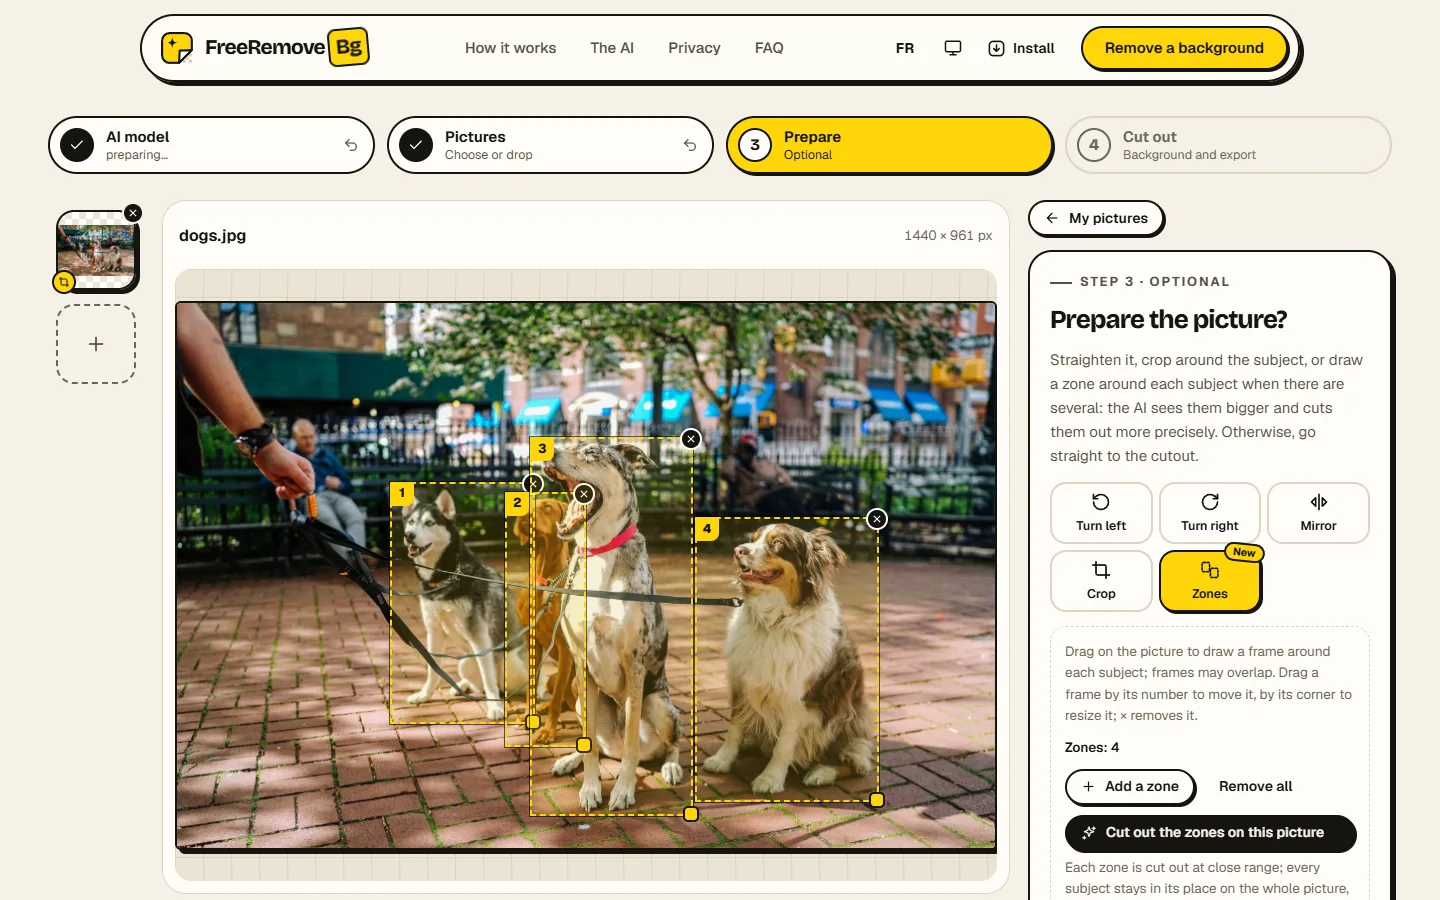 FreeRemove Bg
How it works
The AI
Privacy
FAQ
FR
Install
Remove a background
AI model
preparing...
Pictures
Choose or drop
3
Prepare
Optional
4
Cut out
Background and export
dogs.jpg
1440 × 961 px
1
2
3
4
My pictures
STEP 3 · OPTIONAL
Prepare the picture?
Straighten it, crop around the subject, or draw
a zone around each subject when there are
several: the AI sees them bigger and cuts
them out more precisely. Otherwise, go
straight to the cutout.
Turn left
Turn right
Mirror
Crop
New
Zones
Drag on the picture to draw a frame around
each subject; frames may overlap. Drag a
frame by its number to move it, by its corner to
resize it; × removes it.
Zones: 4
Add a zone
Remove all
Cut out the zones on this picture
Each zone is cut out at close range; every
subject stays in its place on the whole picture,